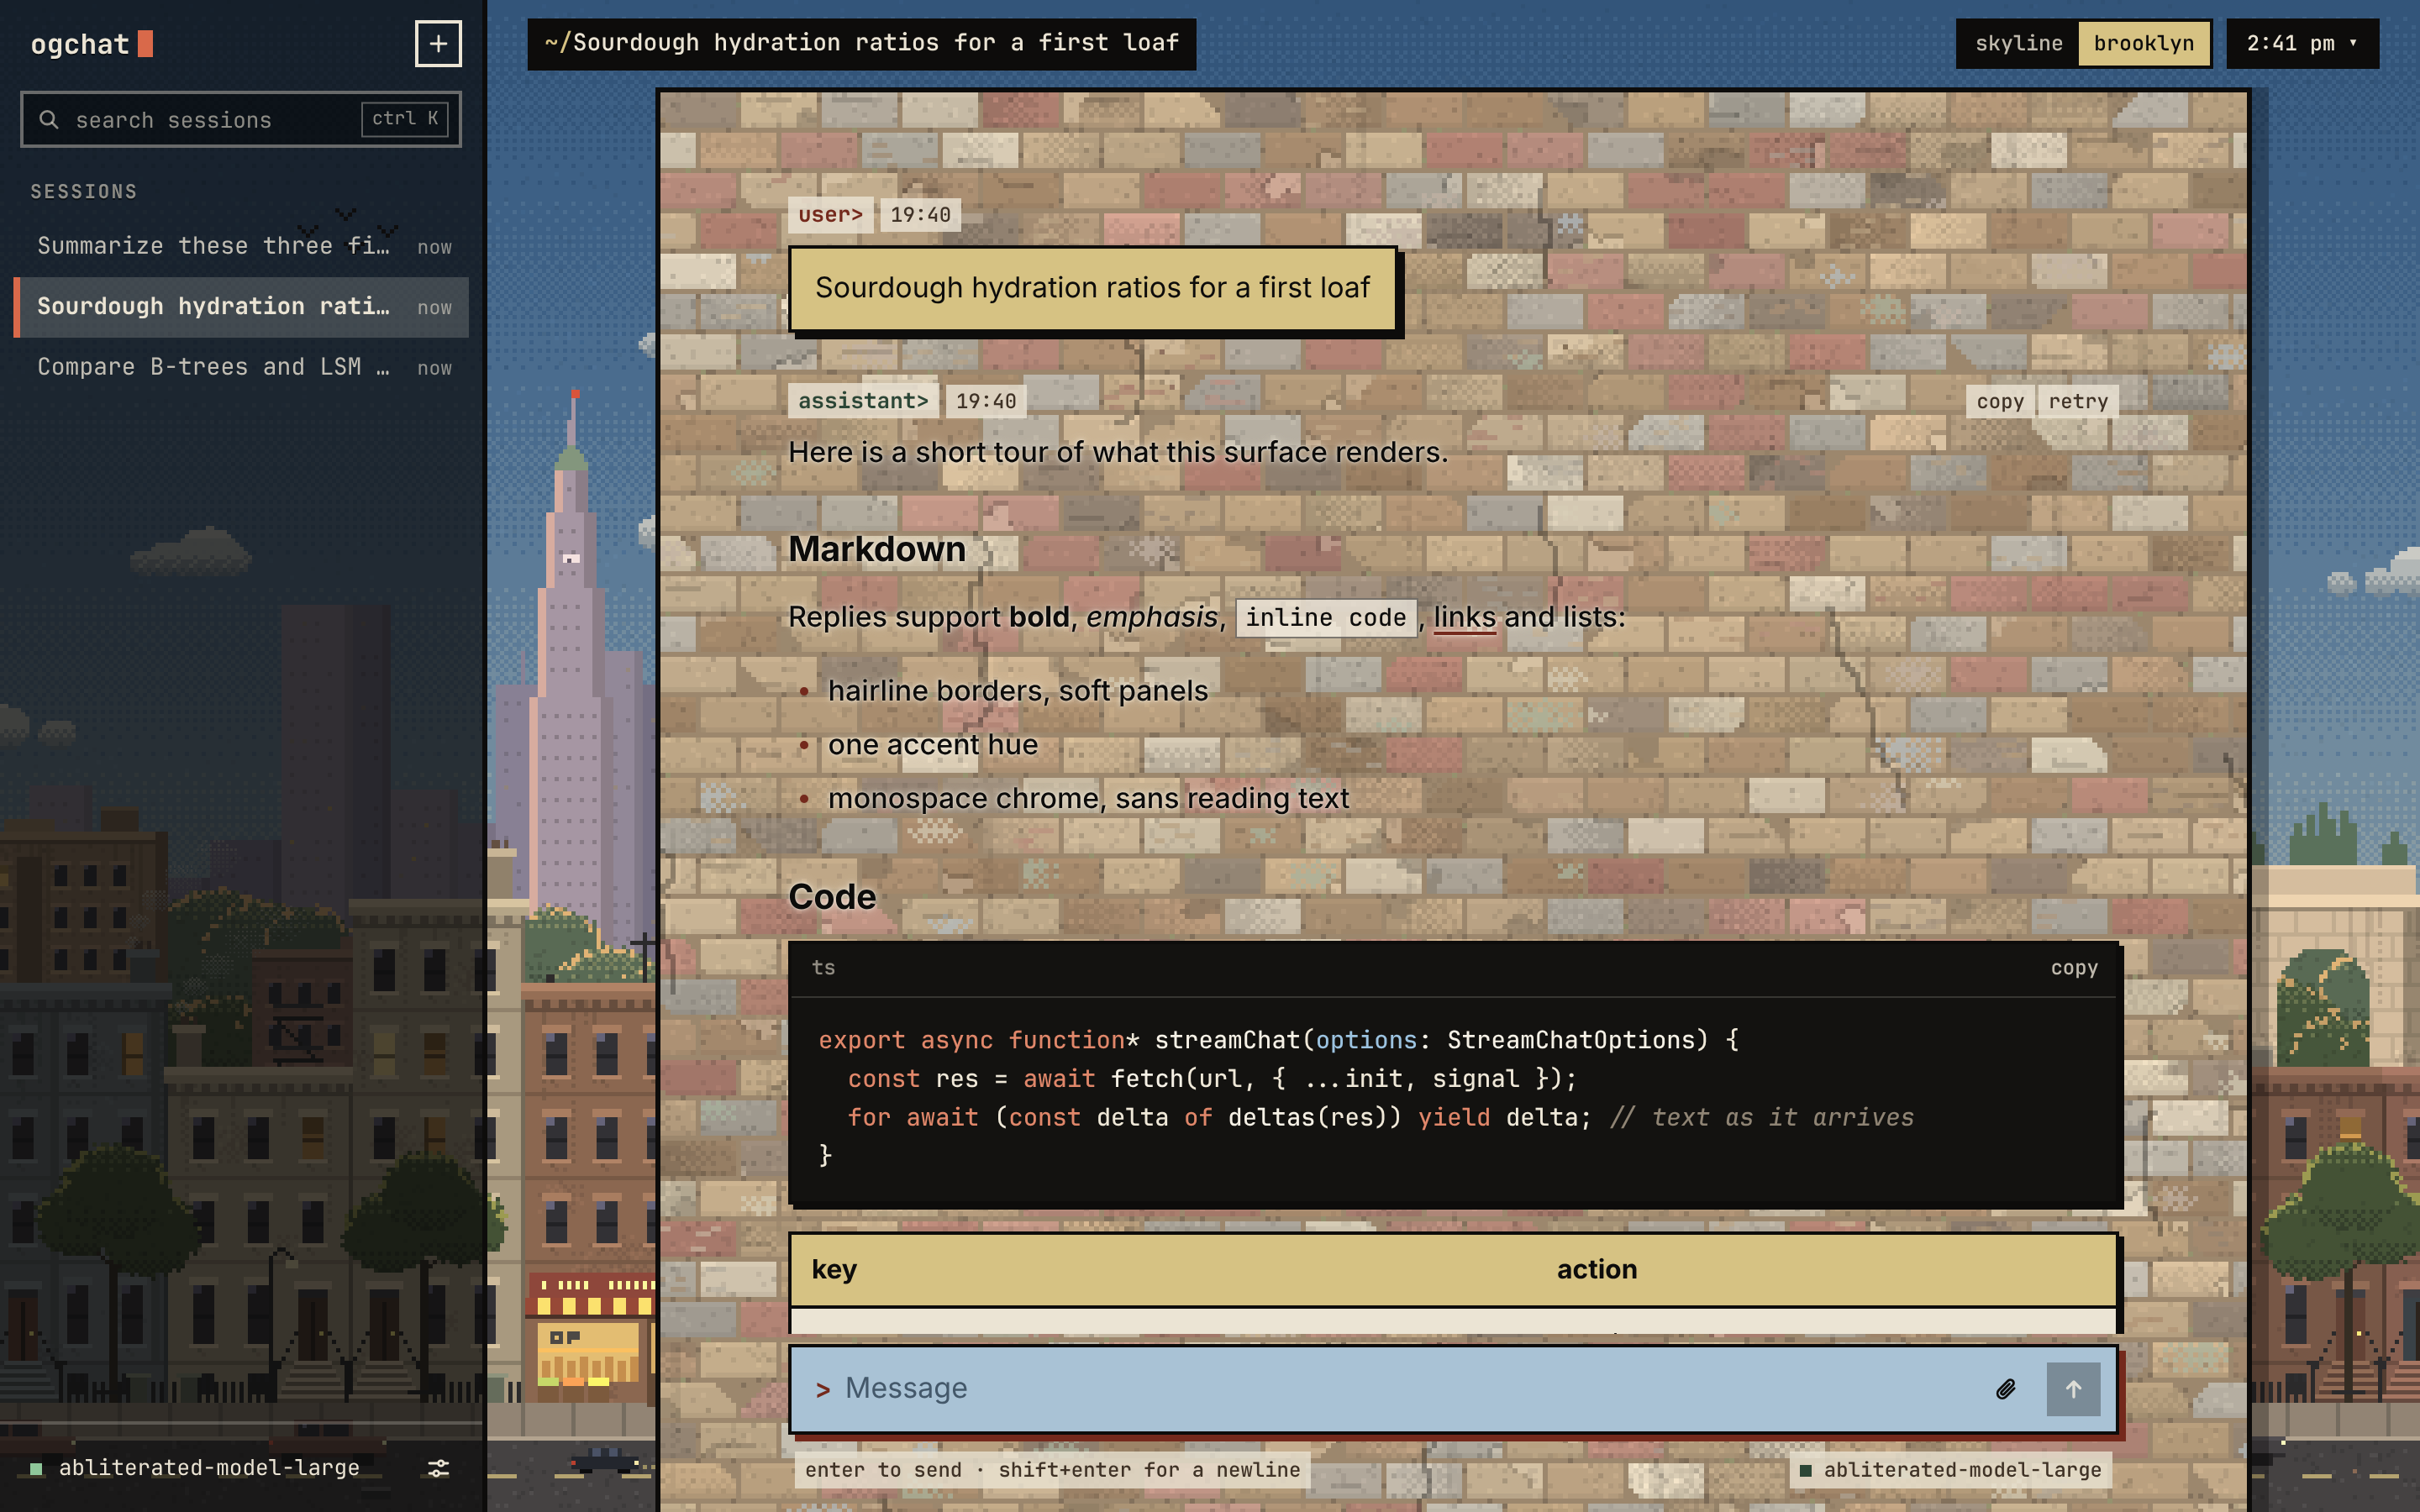 ogchat
+
search sessions
ctrl K
SESSIONS
Summarize these three fi… now
Sourdough hydration rati… now
Compare B-trees and LSM … now
abliterated-model-large
~/Sourdough hydration ratios for a first loaf
skyline
brooklyn
2:41 pm ▾
user> 19:40
Sourdough hydration ratios for a first loaf
assistant> 19:40
copy retry
Here is a short tour of what this surface renders.
Markdown
Replies support bold, emphasis, inline code, links and lists:
• hairline borders, soft panels
• one accent hue
• monospace chrome, sans reading text
Code
ts
copy
export async function* streamChat(options: StreamChatOptions) {
  const res = await fetch(url, { ...init, signal });
  for await (const delta of deltas(res)) yield delta; // text as it arrives
}
key action
> Message
enter to send · shift+enter for a newline
abliterated-model-large